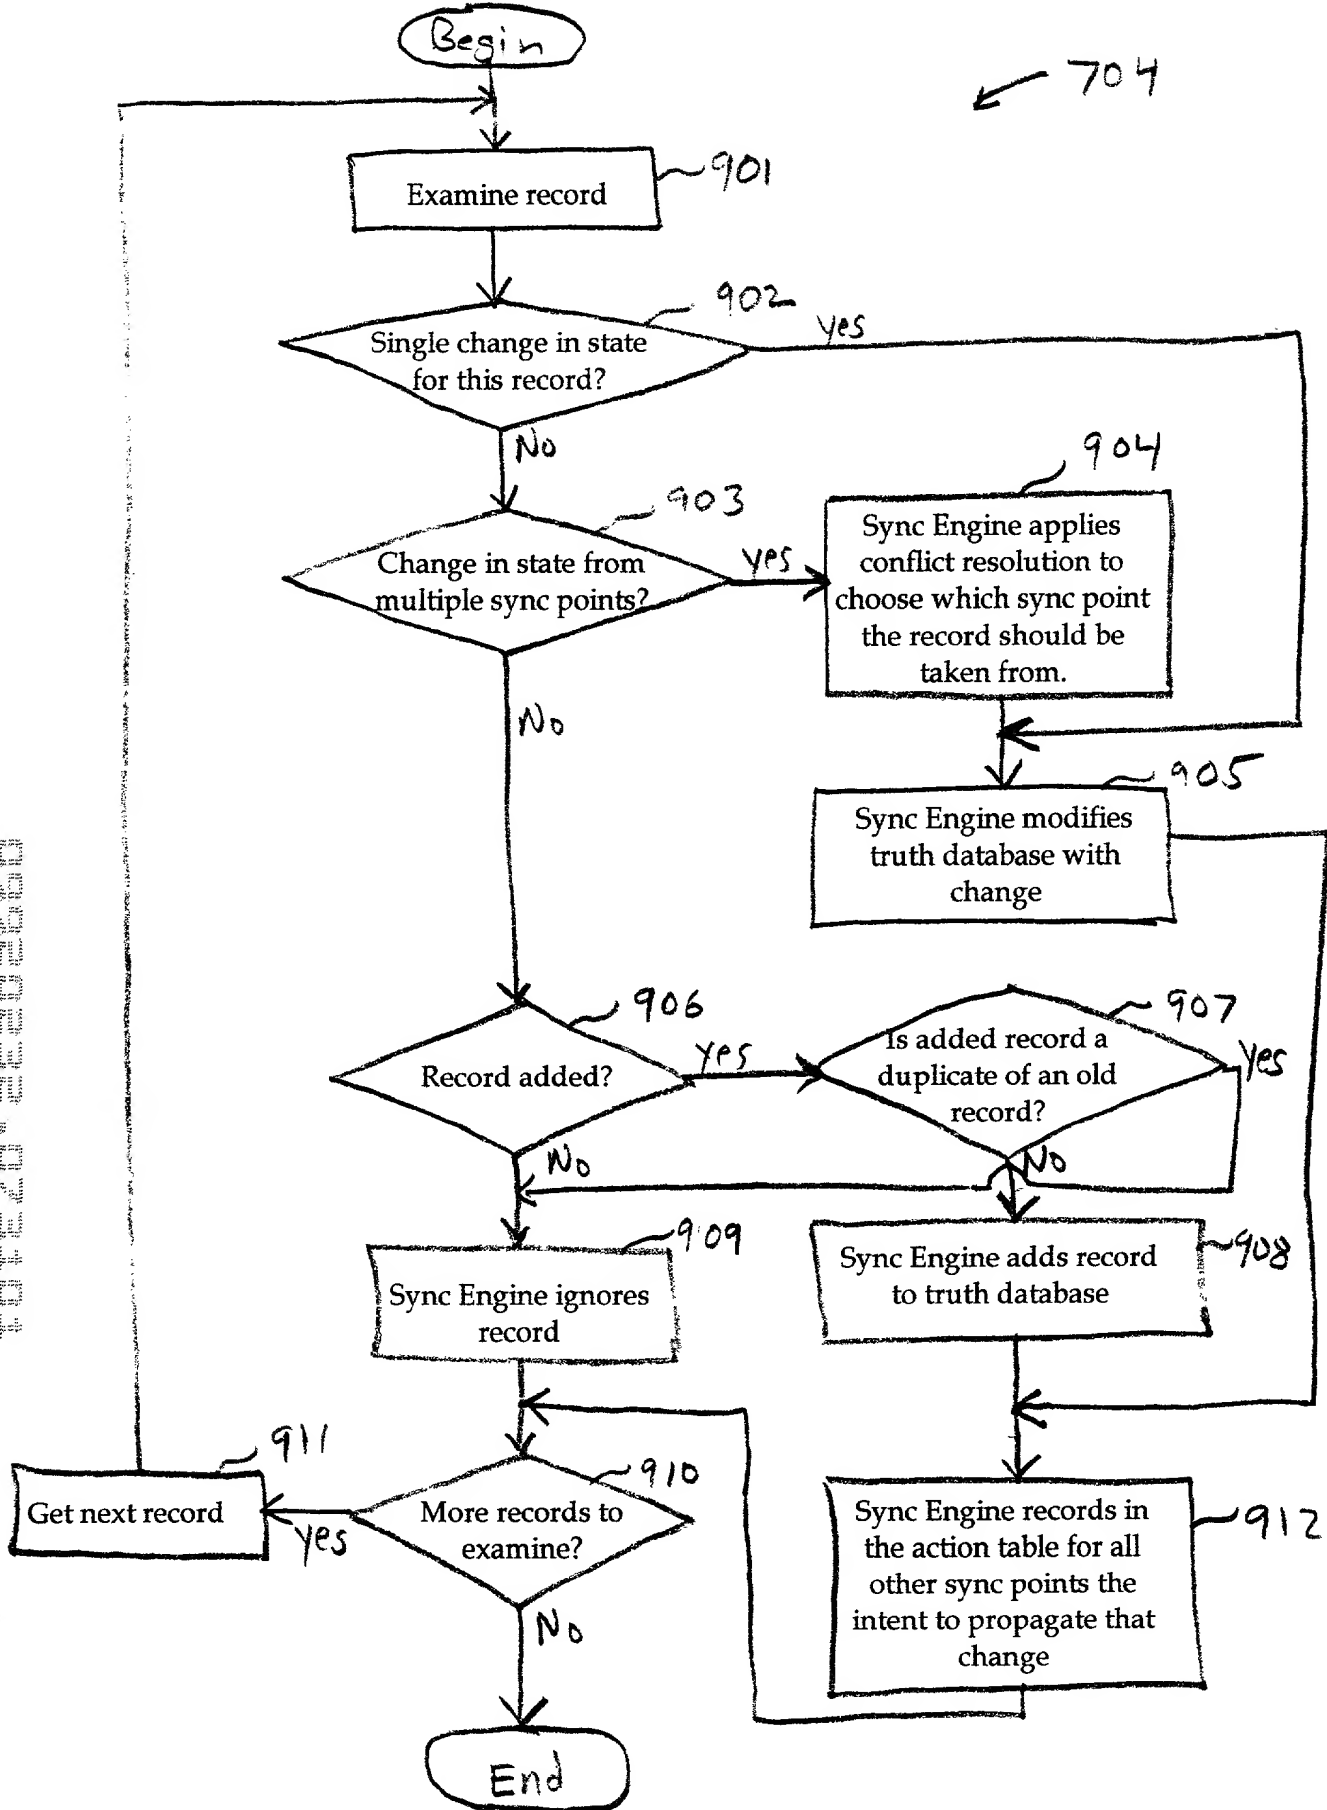 Begin
704
901
Examine record
902
Single change in state
for this record?
yes
No
903
904
Change in state from
multiple sync points?
yes
Sync Engine applies
conflict resolution to
choose which sync point
the record should be
taken from.
No
905
Sync Engine modifies
truth database with
change
906
907
Record added?
yes
Is added record a
duplicate of an old
record?
yes
No
No
909
908
Sync Engine ignores
record
Sync Engine adds record
to truth database
911
910
Get next record
yes
More records to
examine?
912
Sync Engine records in
the action table for all
other sync points the
intent to propagate that
change
No
End